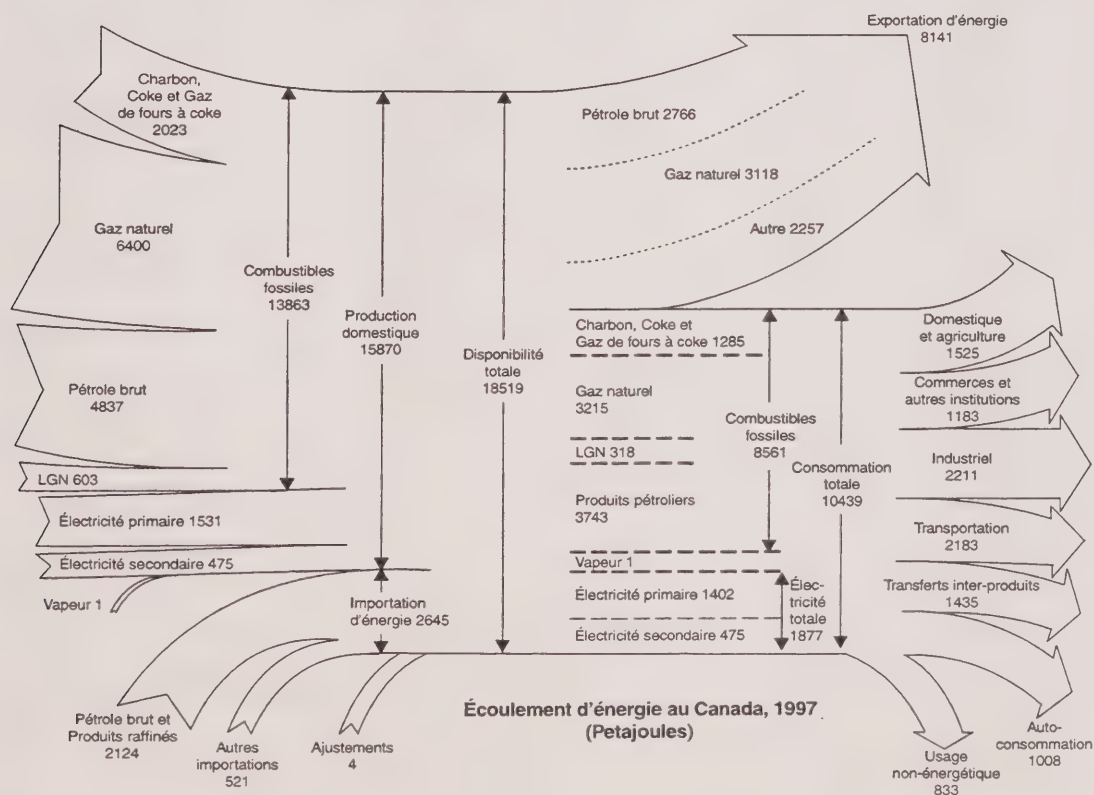 Exportation d'énergie
8141
Charbon,
Coke et Gaz
de fours à coke
2023
Pétrole brut 2766
Gaz naturel 3118
Autre 2257
Gaz naturel
6400
Combustibles
fossiles
13863
Production
domestique
15870
Disponibilité
totale
18519
Charbon, Coke et
Gaz de fours à coke 1285
Domestique
et agriculture
1525
Pétrole brut
4837
Gaz naturel
3215
Combustibles
fossiles
8561
Commerces et
autres institutions
1183
LGN 603
LGN 318
Consommation
totale
10439
Industriel
2211
Électricité primaire 1531
Produits pétroliers
3743
Transportation
2183
Électricité secondaire 475
Vapeur 1
Vapeur 1
Importation
d'énergie 2645
Électricité primaire 1402
Électricité secondaire 475
Élec-
tricité
totale
1877
Transferts inter-produits
1435
Pétrole brut et
Produits raffinés
2124
Autres
importations
521
Ajustements
4
Écoulement d'énergie au Canada, 1997
(Petajoules)
Usage
non-énergétique
833
Auto-
consommation
1008